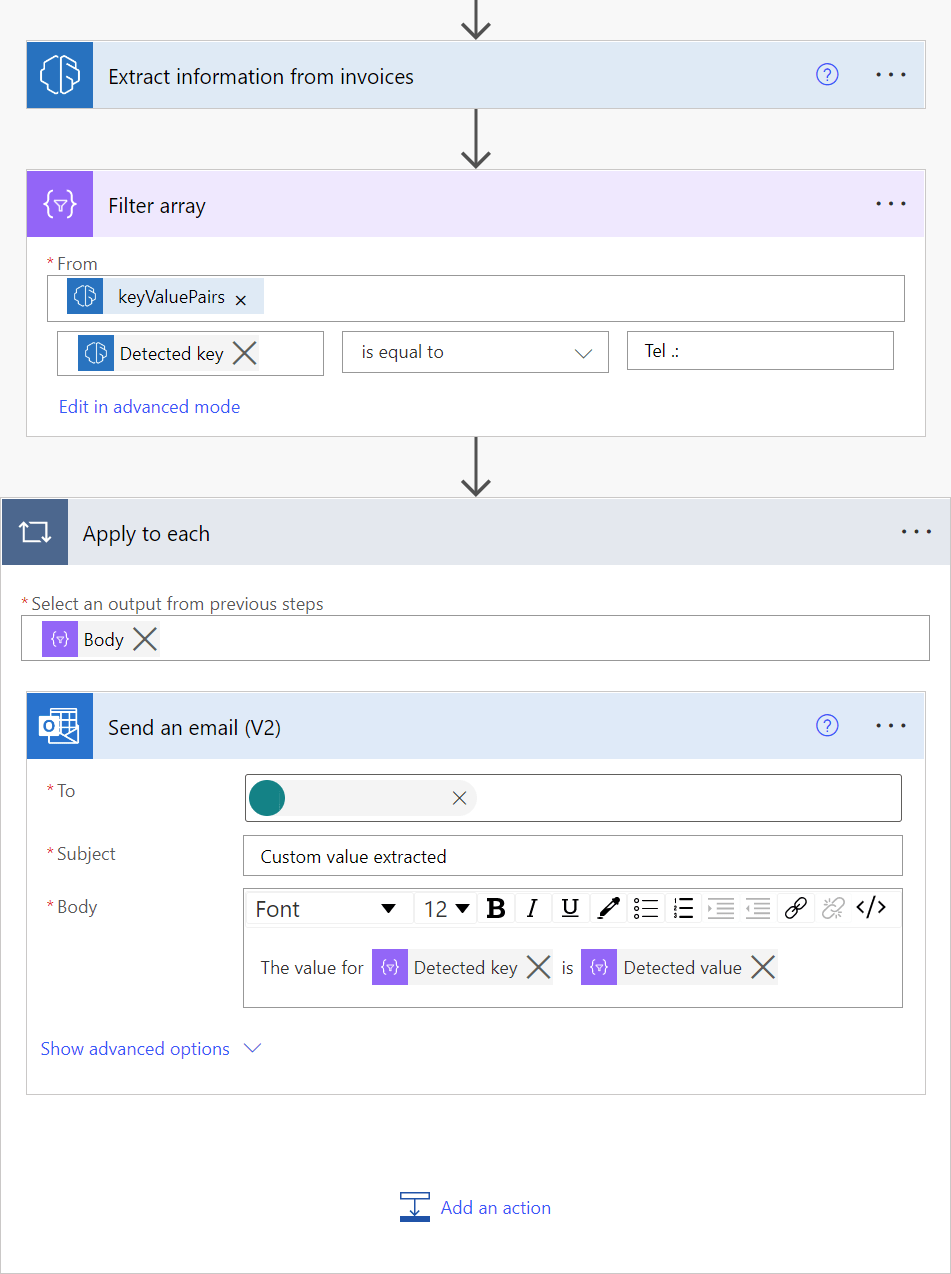 Extract information from invoices
Filter array
* From
keyValuePairs
Detected key is equal to Tel .:
Edit in advanced mode
Apply to each
* Select an output from previous steps
Body
Send an email (V2)
* To
* Subject Custom value extracted
* Body Font 12 B I U </>
The value for Detected key is Detected value
Show advanced options
Add an action